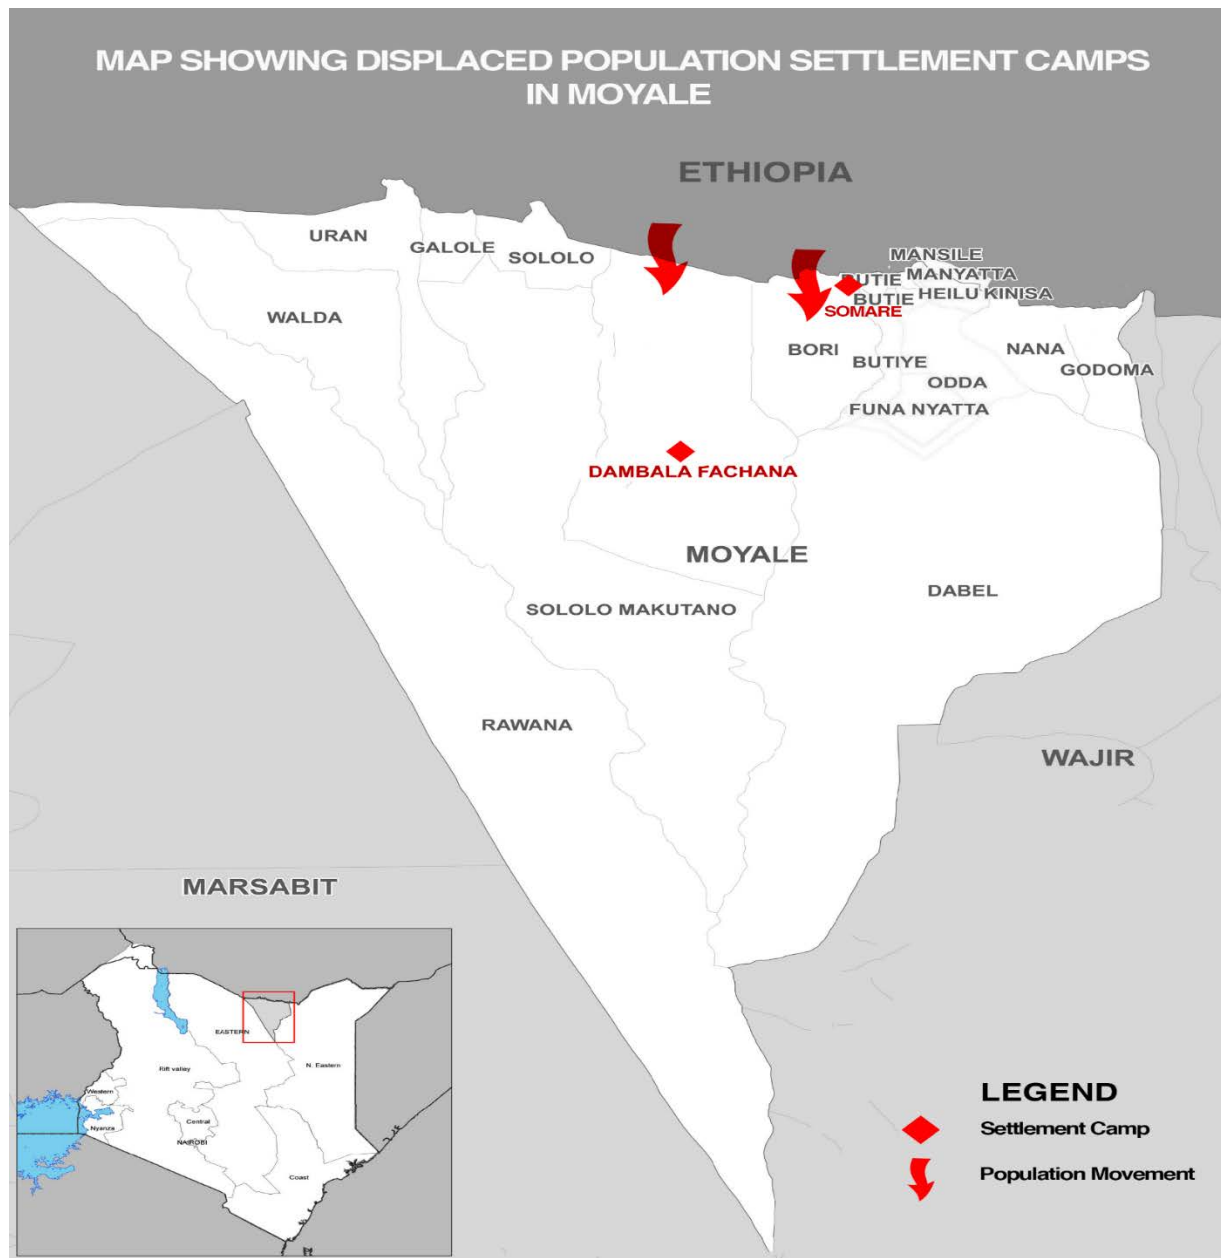 MAP SHOWING DISPLACED POPULATION SETTLEMENT CAMPS
IN MOYALE
ETHIOPIA
URAN
GALOLE
SOLOLO
MANSILE
MANYATTA
BUTIE
HEILU KINISA
BUTIE
SOMARE
WALDA
BORI
BUTIYE
NANA
GODOMA
ODDA
FUNA NYATTA
DAMBALA FACHANA
MOYALE
DABEL
SOLOLO MAKUTANO
RAWANA
WAJIR
MARSABIT
EASTERN
Rift valley
N. Eastern
Western
Central
Nyanza
NAIROBI
Coast
LEGEND
Settlement Camp
Population Movement